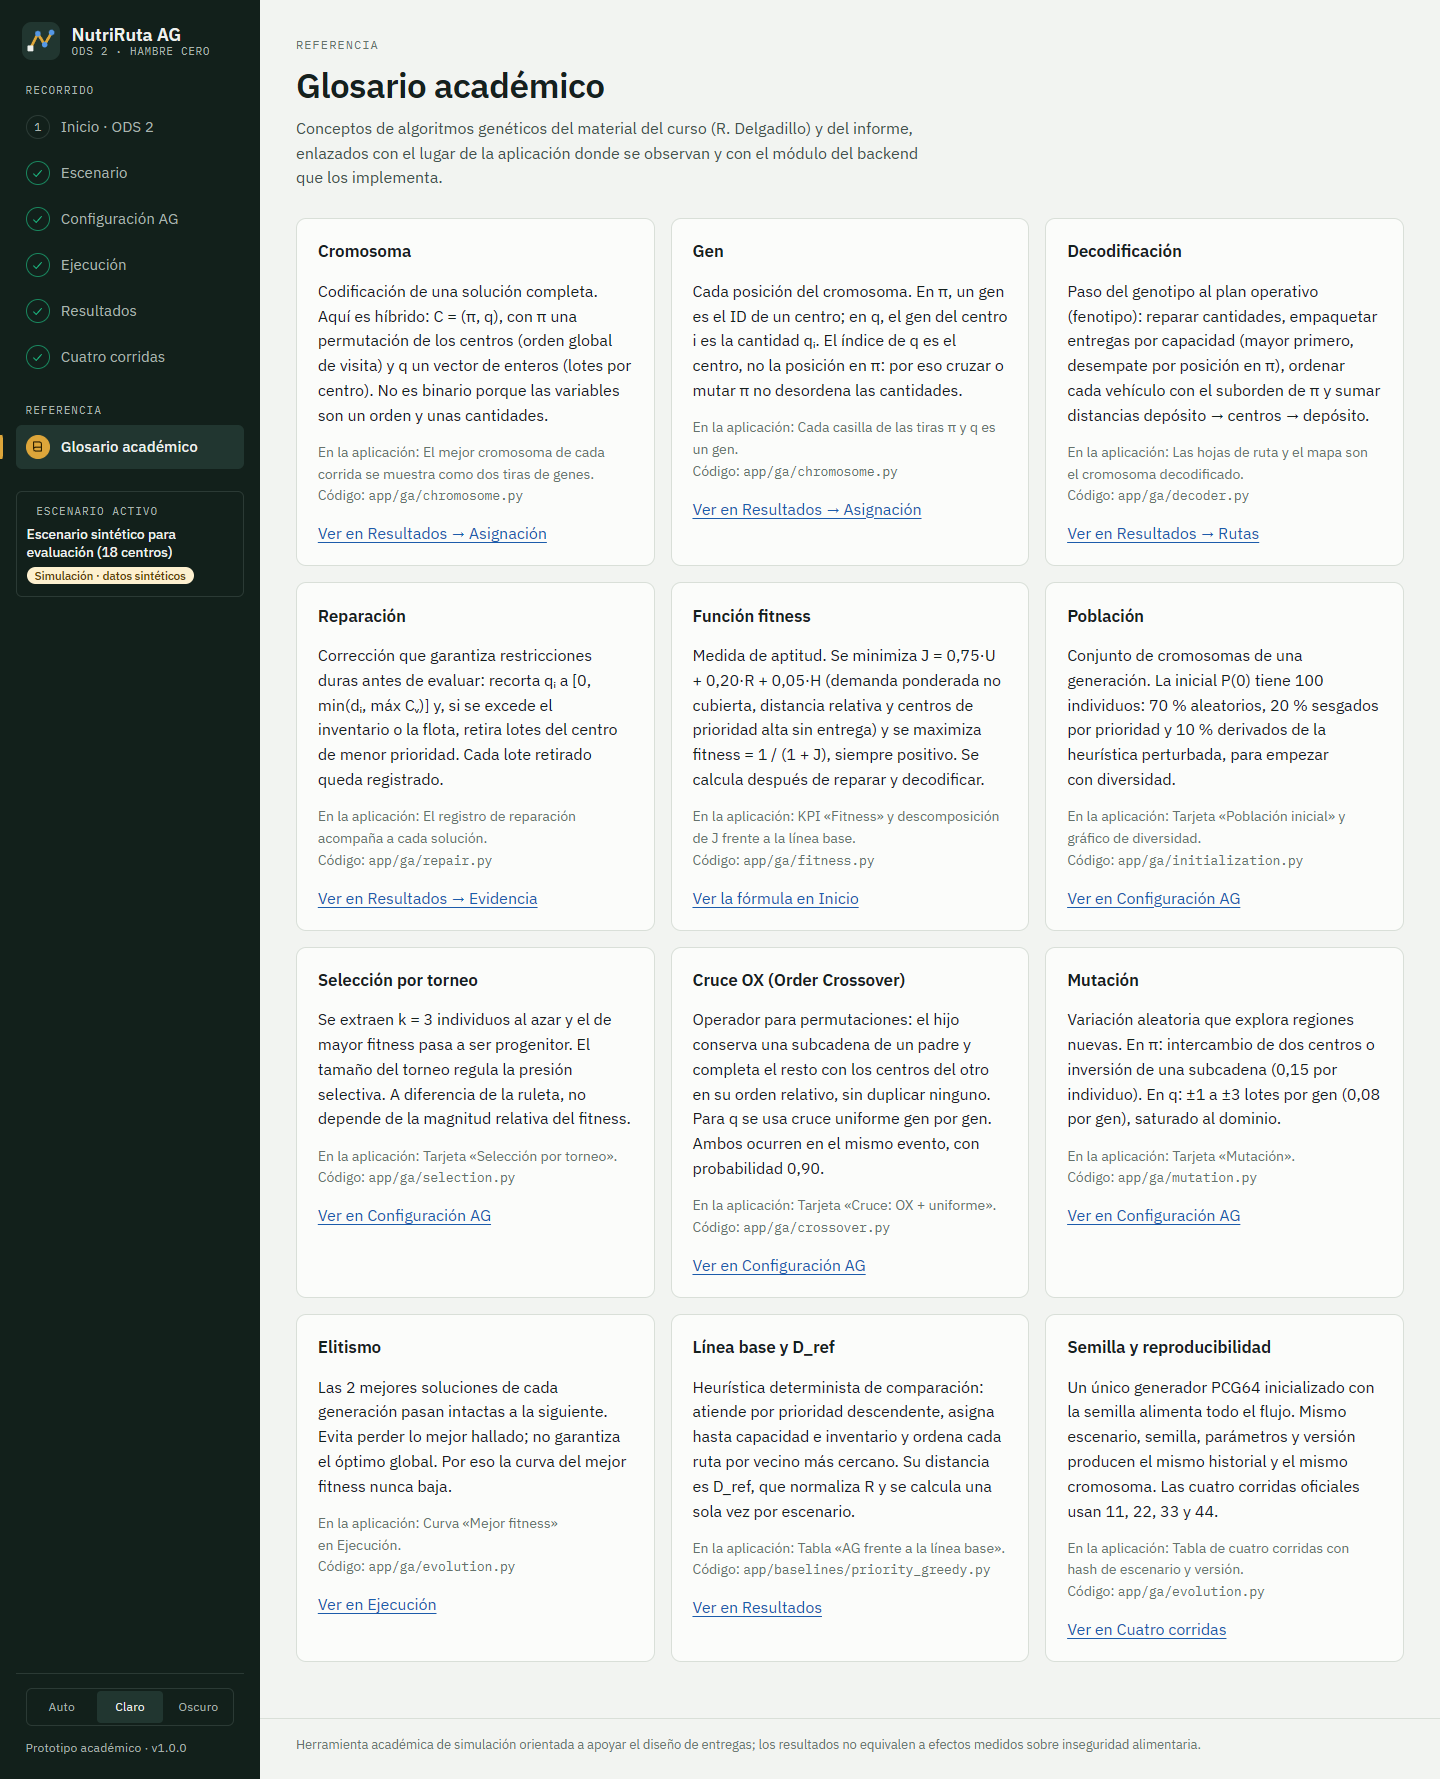 NutriRuta AG
ODS 2 · HAMBRE CERO
RECORRIDO
1 Inicio · ODS 2
Escenario
Configuración AG
Ejecución
Resultados
Cuatro corridas
REFERENCIA
Glosario académico
ESCENARIO ACTIVO
Escenario sintético para
evaluación (18 centros)
Simulación · datos sintéticos
Auto Claro Oscuro
Prototipo académico · v1.0.0
REFERENCIA
Glosario académico
Conceptos de algoritmos genéticos del material del curso (R. Delgadillo) y del informe,
enlazados con el lugar de la aplicación donde se observan y con el módulo del backend
que los implementa.
Cromosoma
Codificación de una solución completa.
Aquí es híbrido: C = (π, q), con π una
permutación de los centros (orden global
de visita) y q un vector de enteros (lotes por
centro). No es binario porque las variables
son un orden y unas cantidades.
En la aplicación: El mejor cromosoma de cada
corrida se muestra como dos tiras de genes.
Código: app/ga/chromosome.py
Ver en Resultados → Asignación
Gen
Cada posición del cromosoma. En π, un gen
es el ID de un centro; en q, el gen del centro
i es la cantidad qᵢ. El índice de q es el
centro, no la posición en π: por eso cruzar o
mutar π no desordena las cantidades.
En la aplicación: Cada casilla de las tiras π y q es
un gen.
Código: app/ga/chromosome.py
Ver en Resultados → Asignación
Decodificación
Paso del genotipo al plan operativo
(fenotipo): reparar cantidades, empaquetar
entregas por capacidad (mayor primero,
desempate por posición en π), ordenar
cada vehículo con el suborden de π y sumar
distancias depósito → centros → depósito.
En la aplicación: Las hojas de ruta y el mapa son
el cromosoma decodificado.
Código: app/ga/decoder.py
Ver en Resultados → Rutas
Reparación
Corrección que garantiza restricciones
duras antes de evaluar: recorta qᵢ a [0,
min(dᵢ, máx Cᵥ)] y, si se excede el
inventario o la flota, retira lotes del centro
de menor prioridad. Cada lote retirado
queda registrado.
En la aplicación: El registro de reparación
acompaña a cada solución.
Código: app/ga/repair.py
Ver en Resultados → Evidencia
Función fitness
Medida de aptitud. Se minimiza J = 0,75·U
+ 0,20·R + 0,05·H (demanda ponderada no
cubierta, distancia relativa y centros de
prioridad alta sin entrega) y se maximiza
fitness = 1 / (1 + J), siempre positivo. Se
calcula después de reparar y decodificar.
En la aplicación: KPI «Fitness» y descomposición
de J frente a la línea base.
Código: app/ga/fitness.py
Ver la fórmula en Inicio
Población
Conjunto de cromosomas de una
generación. La inicial P(0) tiene 100
individuos: 70 % aleatorios, 20 % sesgados
por prioridad y 10 % derivados de la
heurística perturbada, para empezar
con diversidad.
En la aplicación: Tarjeta «Población inicial» y
gráfico de diversidad.
Código: app/ga/initialization.py
Ver en Configuración AG
Selección por torneo
Se extraen k = 3 individuos al azar y el de
mayor fitness pasa a ser progenitor. El
tamaño del torneo regula la presión
selectiva. A diferencia de la ruleta, no
depende de la magnitud relativa del fitness.
En la aplicación: Tarjeta «Selección por torneo».
Código: app/ga/selection.py
Ver en Configuración AG
Cruce OX (Order Crossover)
Operador para permutaciones: el hijo
conserva una subcadena de un padre y
completa el resto con los centros del otro
en su orden relativo, sin duplicar ninguno.
Para q se usa cruce uniforme gen por gen.
Ambos ocurren en el mismo evento, con
probabilidad 0,90.
En la aplicación: Tarjeta «Cruce: OX + uniforme».
Código: app/ga/crossover.py
Ver en Configuración AG
Mutación
Variación aleatoria que explora regiones
nuevas. En π: intercambio de dos centros o
inversión de una subcadena (0,15 por
individuo). En q: ±1 a ±3 lotes por gen (0,08
por gen), saturado al dominio.
En la aplicación: Tarjeta «Mutación».
Código: app/ga/mutation.py
Ver en Configuración AG
Elitismo
Las 2 mejores soluciones de cada
generación pasan intactas a la siguiente.
Evita perder lo mejor hallado; no garantiza
el óptimo global. Por eso la curva del mejor
fitness nunca baja.
En la aplicación: Curva «Mejor fitness»
en Ejecución.
Código: app/ga/evolution.py
Ver en Ejecución
Línea base y D_ref
Heurística determinista de comparación:
atiende por prioridad descendente, asigna
hasta capacidad e inventario y ordena cada
ruta por vecino más cercano. Su distancia
es D_ref, que normaliza R y se calcula una
sola vez por escenario.
En la aplicación: Tabla «AG frente a la línea base».
Código: app/baselines/priority_greedy.py
Ver en Resultados
Semilla y reproducibilidad
Un único generador PCG64 inicializado con
la semilla alimenta todo el flujo. Mismo
escenario, semilla, parámetros y versión
producen el mismo historial y el mismo
cromosoma. Las cuatro corridas oficiales
usan 11, 22, 33 y 44.
En la aplicación: Tabla de cuatro corridas con
hash de escenario y versión.
Código: app/ga/evolution.py
Ver en Cuatro corridas
Herramienta académica de simulación orientada a apoyar el diseño de entregas; los resultados no equivalen a efectos medidos sobre inseguridad alimentaria.